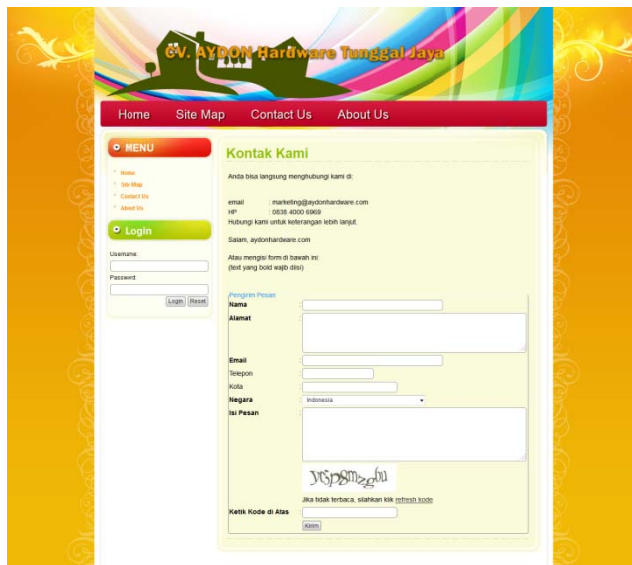 CV. AYDON Hardware Tunggal Jaya
Home Site Map Contact Us About Us
MENU
Home
Site Map
Contact Us
About Us
Login
Username:
Password:
Login Reset
Kontak Kami
Anda bisa langsung menghubungi kami di:
email : marketing@aydonhardware.com
HP : 0838 4000 6969
Hubungi kami untuk keterangan lebih lanjut.
Salam, aydonhardware.com
Atau mengisi form di bawah ini:
(text yang bold wajib diisi)
Pengirim Pesan
Nama :
Alamat :
Email :
Telepon :
Kota :
Negara : Indonesia
Isi Pesan :
Jika tidak terbaca, silahkan klik refresh kode
Ketik Kode di Atas :
Kirim